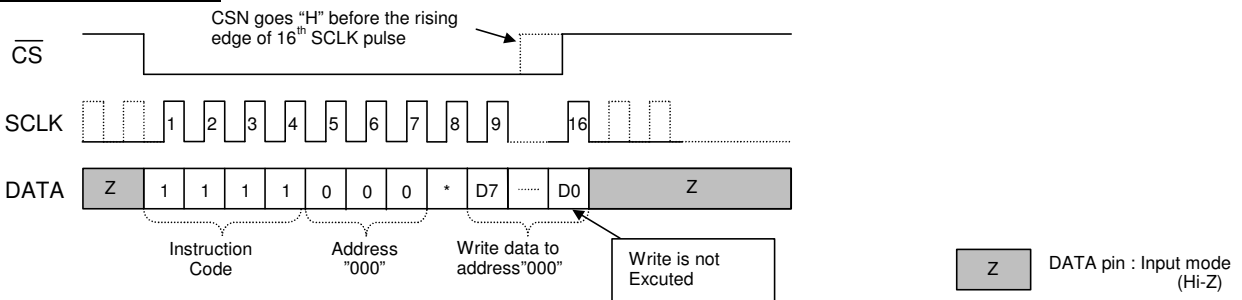 CSN goes "H" before the rising
edge of 16th SCLK pulse
CS
SCLK 1 2 3 4 5 6 7 8 9 16
DATA Z 1 1 1 1 0 0 0 * D7 ······· D0 Z
Instruction
Code
Address
"000"
Write data to
address"000"
Write is not
Excuted
Z DATA pin : Input mode
(Hi-Z)